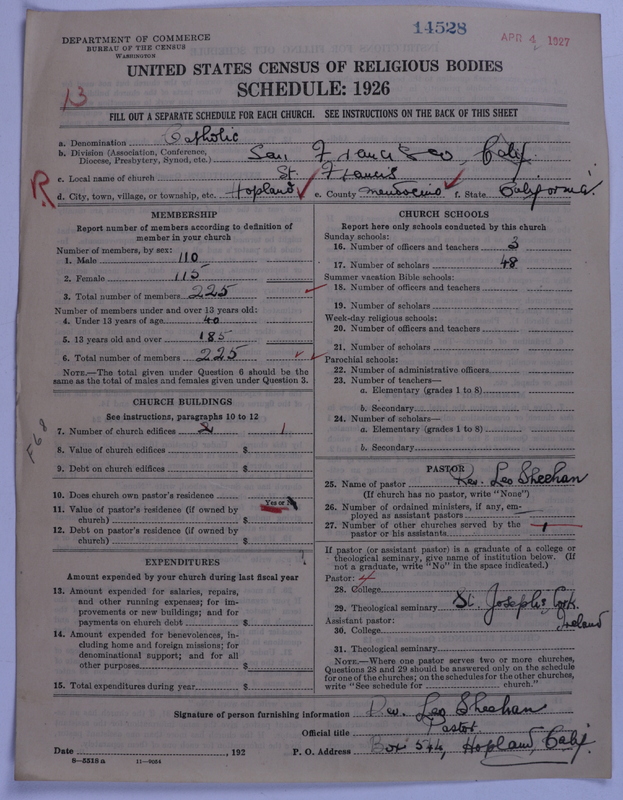 14528
APR 4 1927
DEPARTMENT OF COMMERCE
BUREAU OF THE CENSUS
WASHINGTON
UNITED STATES CENSUS OF RELIGIOUS BODIES
SCHEDULE: 1926
13
FILL OUT A SEPARATE SCHEDULE FOR EACH CHURCH. SEE INSTRUCTIONS ON THE BACK OF THIS SHEET
a. Denomination Catholic
b. Division (Association, Conference,
Diocese, Presbytery, Synod, etc.) San Francisco, Calif.
c. Local name of church St. Francis
R
d. City, town, village, or township, etc. Hopland e. County Mendocino f. State California.
MEMBERSHIP
Report number of members according to definition of
member in your church
Number of members, by sex:
1. Male 110
2. Female 115
3. Total number of members 225
Number of members under and over 13 years old:
4. Under 13 years of age 40
5. 13 years old and over 185
6. Total number of members 225
NOTE.—The total given under Question 6 should be
same as the total of males and females given under Question 3.
CHURCH BUILDINGS
See instructions, paragraphs 10 to 12
7. Number of church edifices 1
8. Value of church edifices $
9. Debt on church edifices $
10. Does church own pastor's residence
Yes or No
11. Value of pastor's residence (if owned by
church) $
12. Debt on pastor's residence (if owned by
church) $
F68
EXPENDITURES
Amount expended by your church during last fiscal year
13. Amount expended for salaries, repairs,
and other running expenses; for im-
provements or new buildings; and for
payments on church debt $
14. Amount expended for benevolences, in-
cluding home and foreign missions; for
denominational support; and for all
other purposes $
15. Total expenditures during year $
CHURCH SCHOOLS
Report here only schools conducted by this church
Sunday schools:
16. Number of officers and teachers 3
17. Number of scholars 48
Summer vacation Bible schools:
18. Number of officers and teachers
19. Number of scholars
Week-day religious schools:
20. Number of officers and teachers
21. Number of scholars
Parochial schools:
22. Number of administrative officers
23. Number of teachers—
a. Elementary (grades 1 to 8)
b. Secondary
24. Number of scholars—
a. Elementary (grades 1 to 8)
b. Secondary
PASTOR
25. Name of pastor Rev. Leo Sheehan
(If church has no pastor, write "None")
26. Number of ordained ministers, if any, em-
ployed as assistant pastors
27. Number of other churches served by the
pastor or his assistants 1
If pastor (or assistant pastor) is a graduate of a college or
theological seminary, give name of institution below. (If
not a graduate, write "No" in the space indicated.)
Pastor: 4
28. College
29. Theological seminary St. Josephs Cork.
Ireland
Assistant pastor:
30. College
31. Theological seminary
NOTE.—Where one pastor serves two or more churches,
Questions 28 and 29 should be answered only on the schedule
for one of the churches; on the schedules for the other churches,
write "See schedule for church."
Signature of person furnishing information Rev. Leo Sheehan
Official title Pastor.
Date , 192 P. O. Address Box 544, Hopland, Calif.
8—5518 a 11—9054